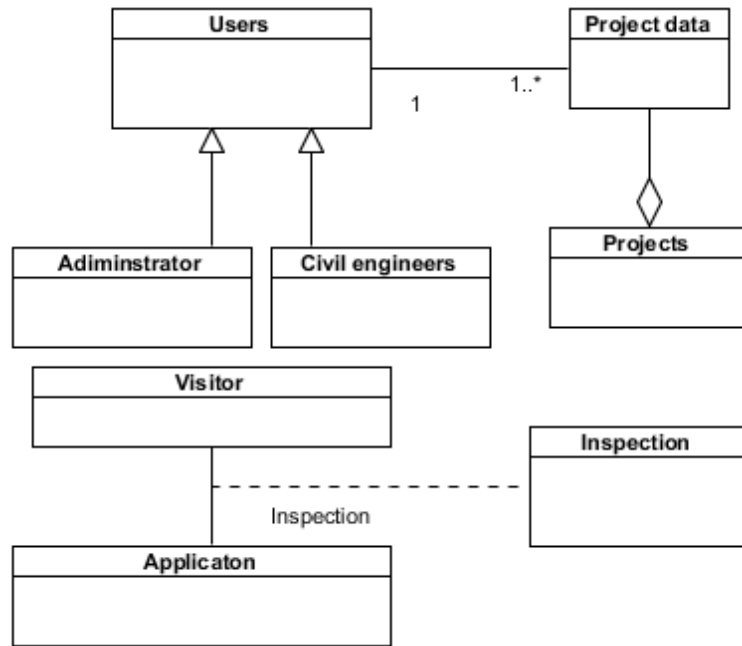 Users
Project data
1
1..*
Adiminstrator
Civil engineers
Projects
Visitor
Inspection
Inspection
Applicaton